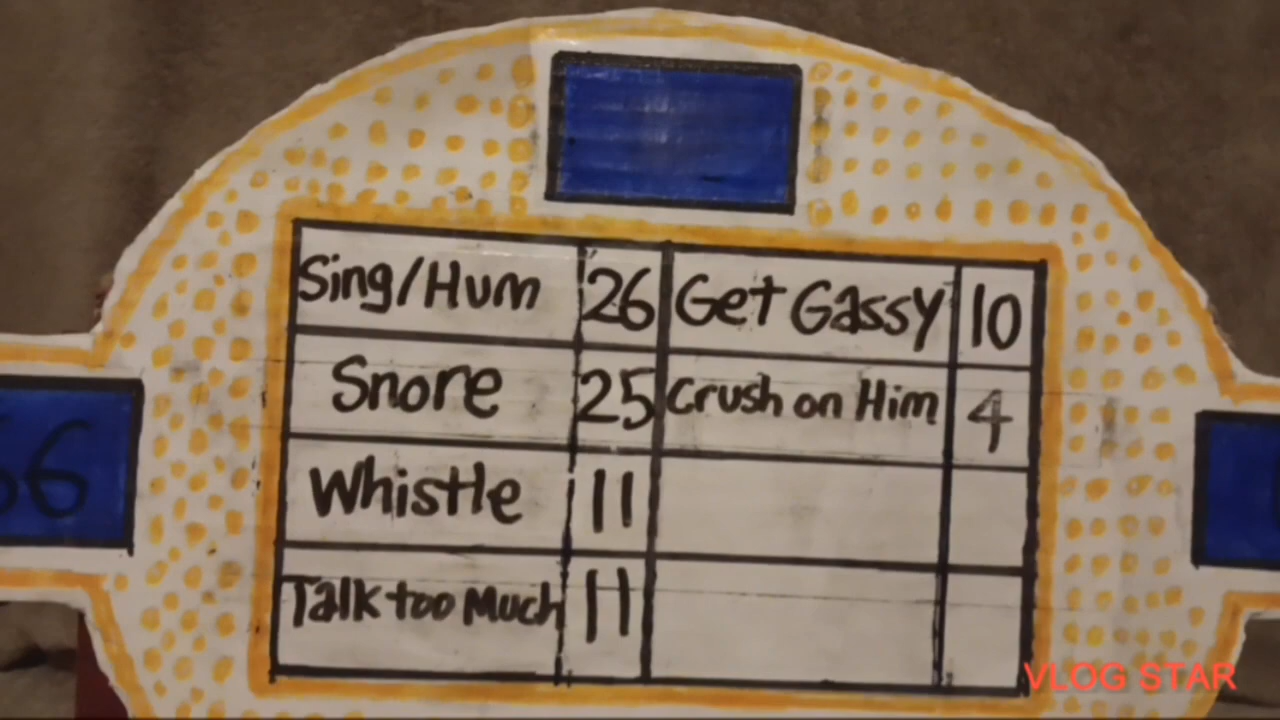 Sing/Hum 26 Get Gassy 10
Snore 25 Crush on Him 4
Whistle 11
Talk too Much 11
66
VLOG STAR